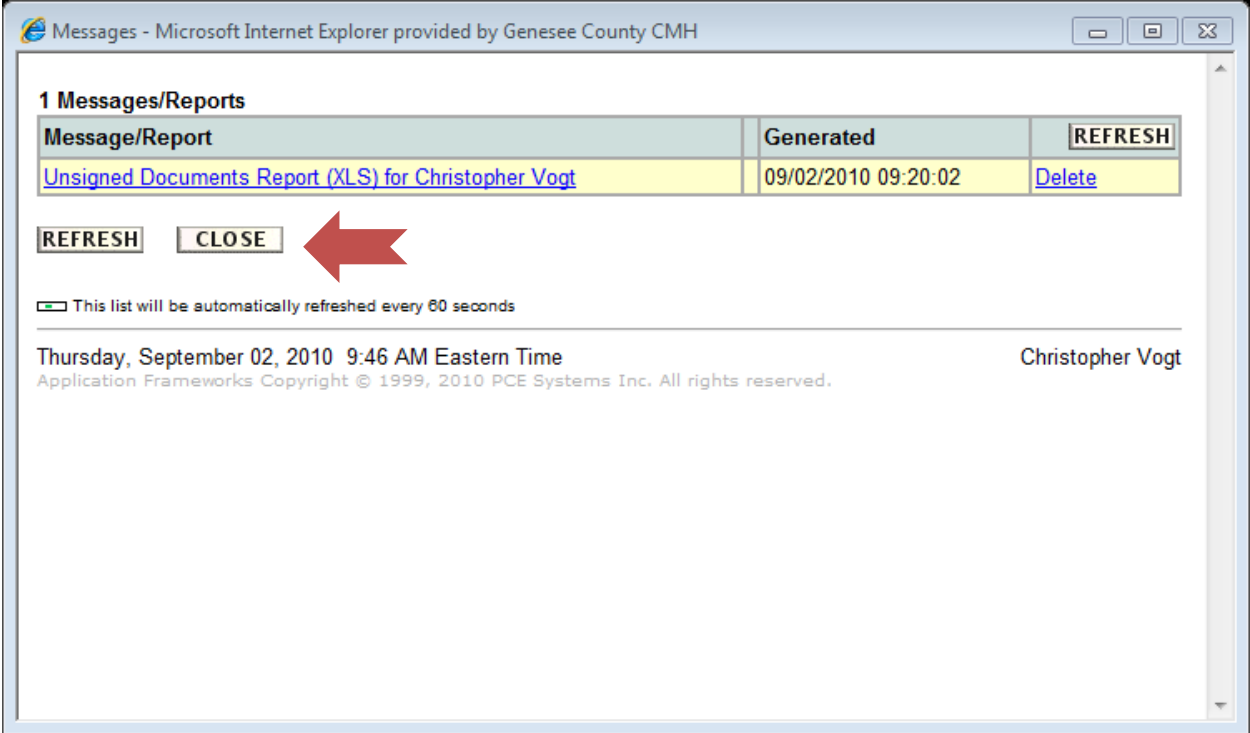 Messages - Microsoft Internet Explorer provided by Genesee County CMH
1 Messages/Reports
Message/Report Generated REFRESH
Unsigned Documents Report (XLS) for Christopher Vogt 09/02/2010 09:20:02 Delete
REFRESH CLOSE
This list will be automatically refreshed every 60 seconds
Thursday, September 02, 2010 9:46 AM Eastern Time Christopher Vogt
Application Frameworks Copyright © 1999, 2010 PCE Systems Inc. All rights reserved.